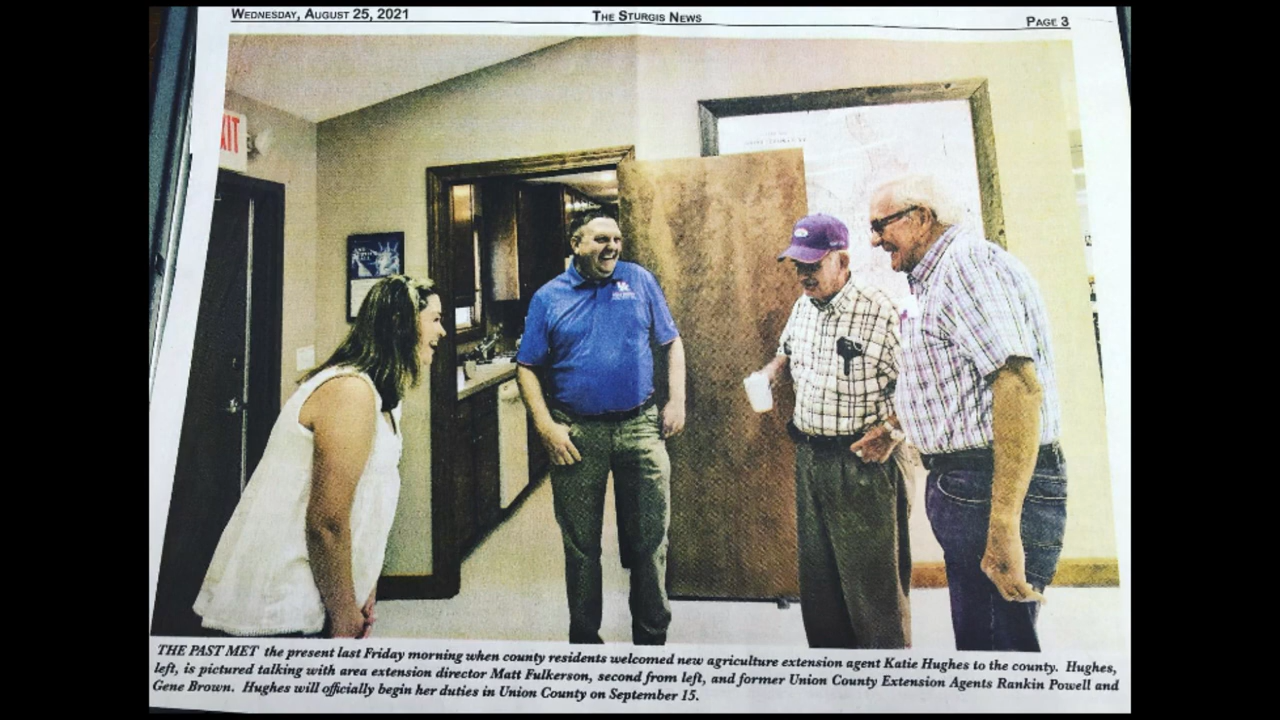 WEDNESDAY, AUGUST 25, 2021
THE STURGIS NEWS
PAGE 3
XIT
UK
THE PAST MET the present last Friday morning when county residents welcomed new agriculture extension agent Katie Hughes to the county. Hughes,
left, is pictured talking with area extension director Matt Fulkerson, second from left, and former Union County Extension Agents Rankin Powell and
Gene Brown. Hughes will officially begin her duties in Union County on September 15.